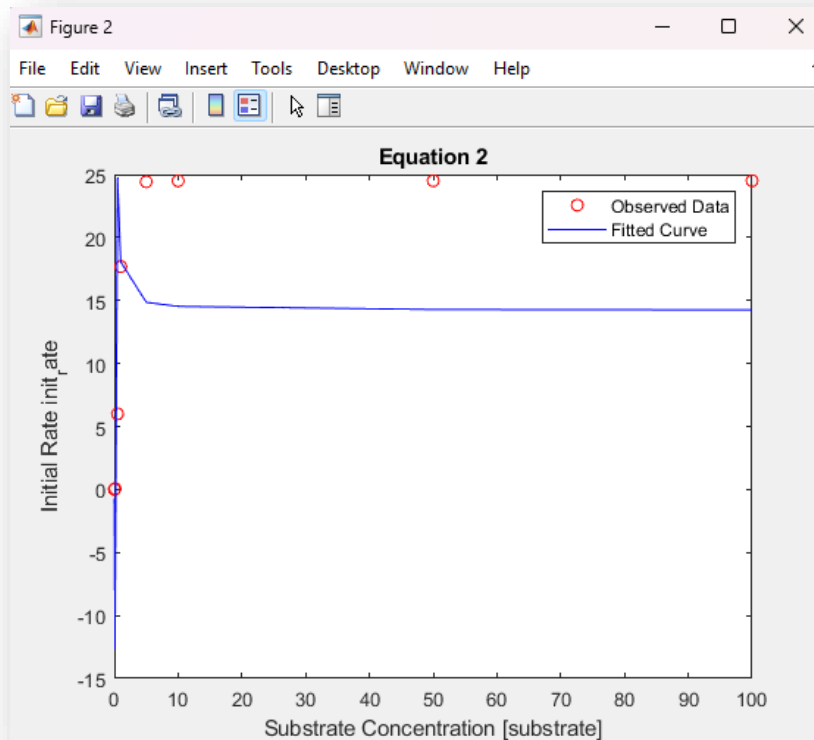 Figure 2
File Edit View Insert Tools Desktop Window Help
Equation 2
25
20
15
10
5
0
-5
-10
-15
0 10 20 30 40 50 60 70 80 90 100
Initial Rate init_rate
Substrate Concentration [substrate]
Observed Data
Fitted Curve